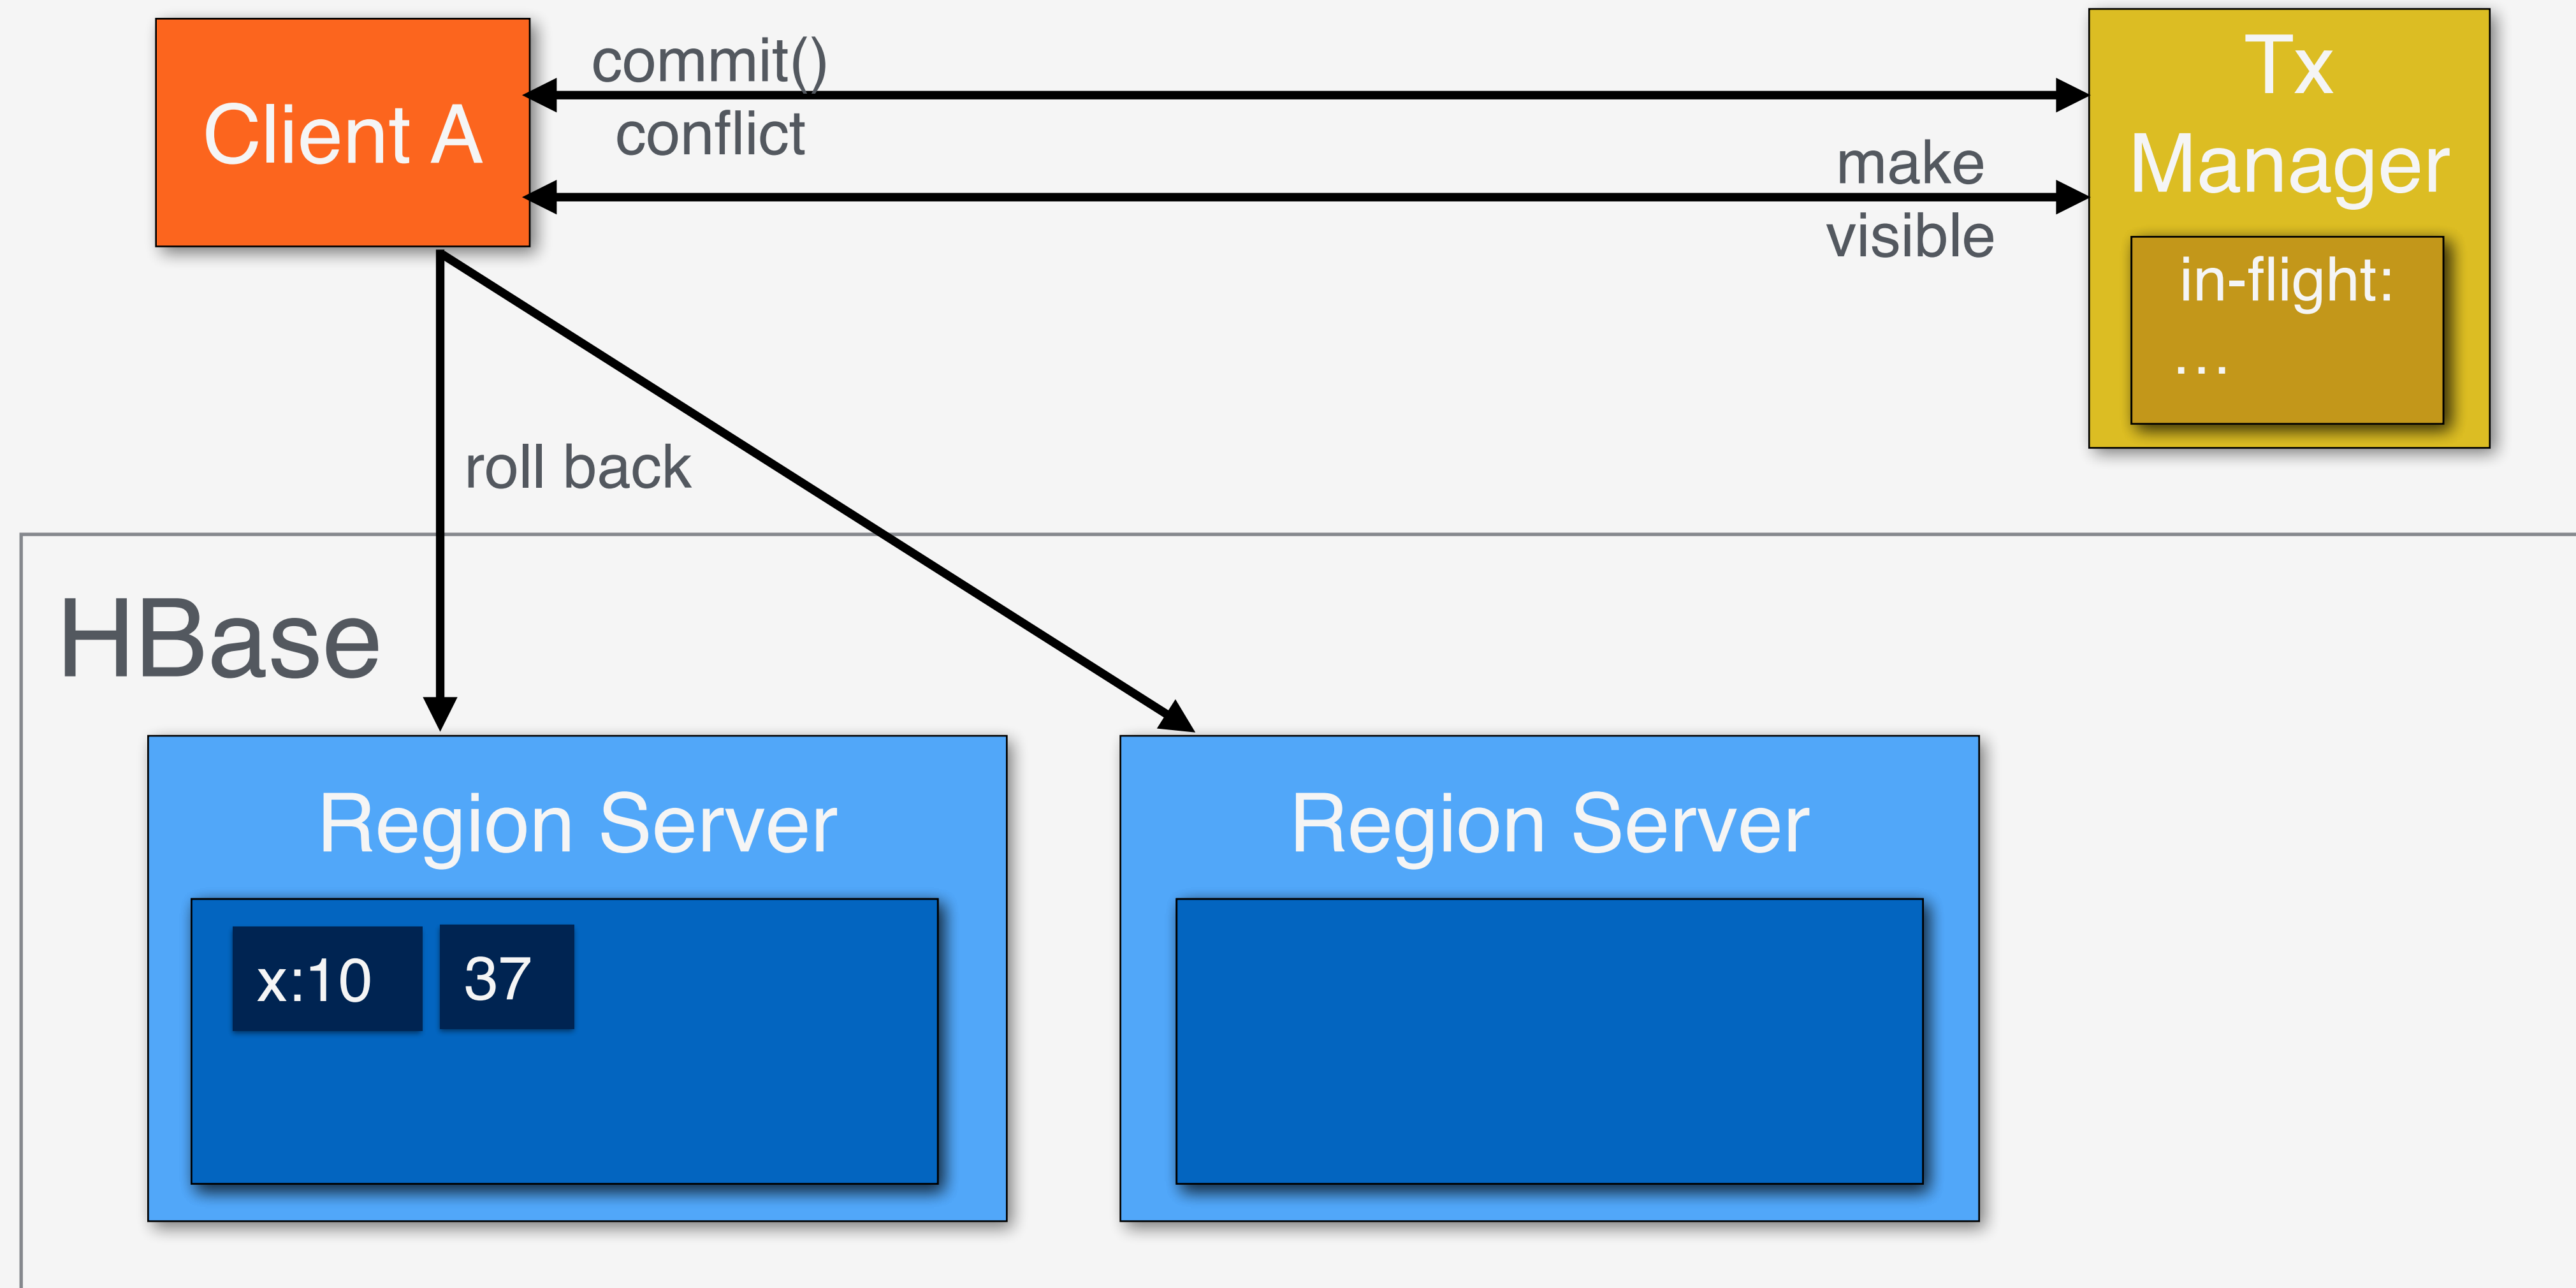 commit()
Client A
conflict
make
visible
Tx
Manager
in-flight:
...
roll back
HBase
Region Server
x:10
37
Region Server